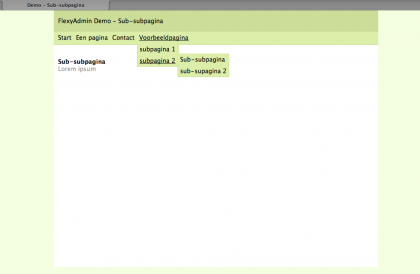 Demo - Sub-subpagina
FlexyAdmin Demo - Sub-subpagina
Start Een pagina Contact Voorbeeldpagina
subpagina 1
subpagina 2 Sub-subpagina
sub-supagina 2
Sub-subpagina
Lorem ipsum